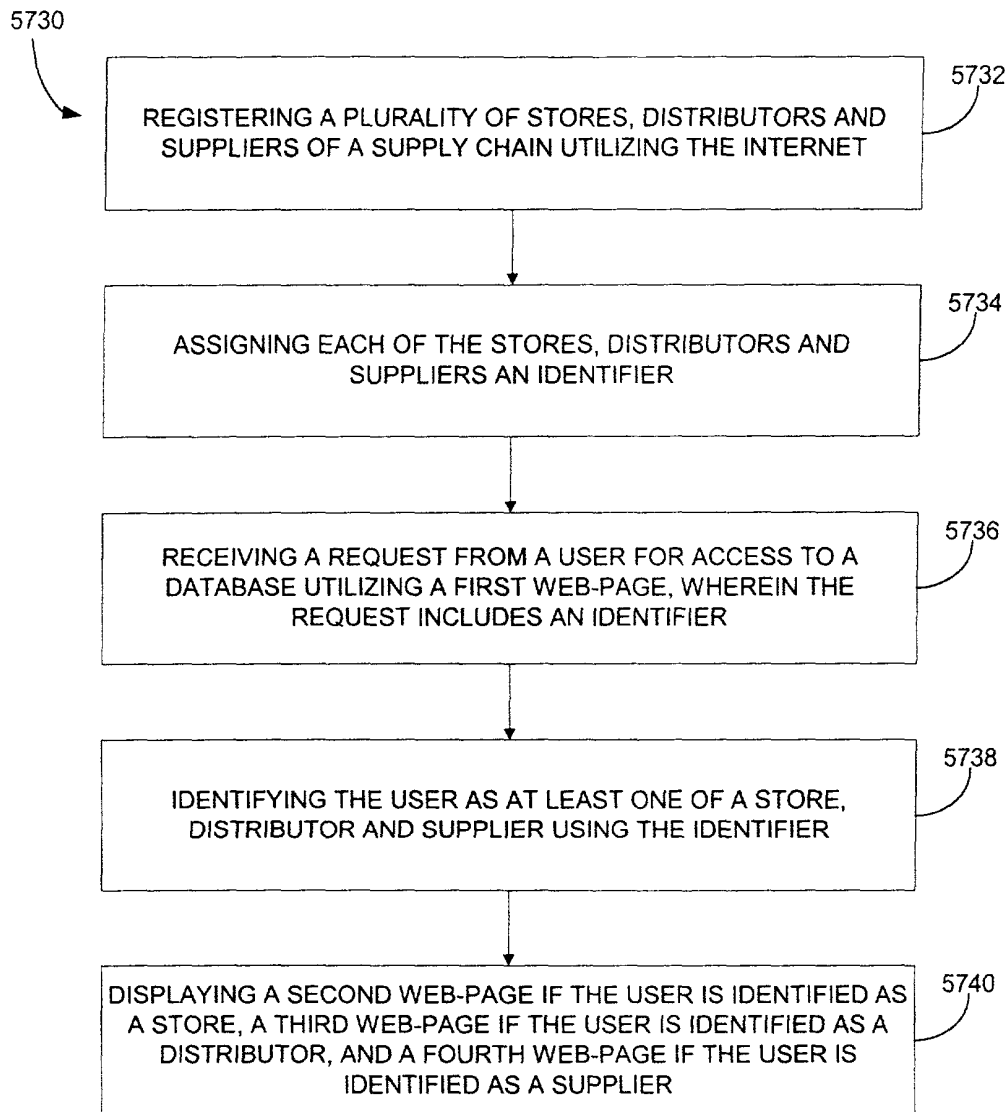 5730
5732
REGISTERING A PLURALITY OF STORES, DISTRIBUTORS AND
SUPPLIERS OF A SUPPLY CHAIN UTILIZING THE INTERNET
5734
ASSIGNING EACH OF THE STORES, DISTRIBUTORS AND
SUPPLIERS AN IDENTIFIER
5736
RECEIVING A REQUEST FROM A USER FOR ACCESS TO A
DATABASE UTILIZING A FIRST WEB-PAGE, WHEREIN THE
REQUEST INCLUDES AN IDENTIFIER
5738
IDENTIFYING THE USER AS AT LEAST ONE OF A STORE,
DISTRIBUTOR AND SUPPLIER USING THE IDENTIFIER
5740
DISPLAYING A SECOND WEB-PAGE IF THE USER IS IDENTIFIED AS
A STORE, A THIRD WEB-PAGE IF THE USER IS IDENTIFIED AS A
DISTRIBUTOR, AND A FOURTH WEB-PAGE IF THE USER IS
IDENTIFIED AS A SUPPLIER